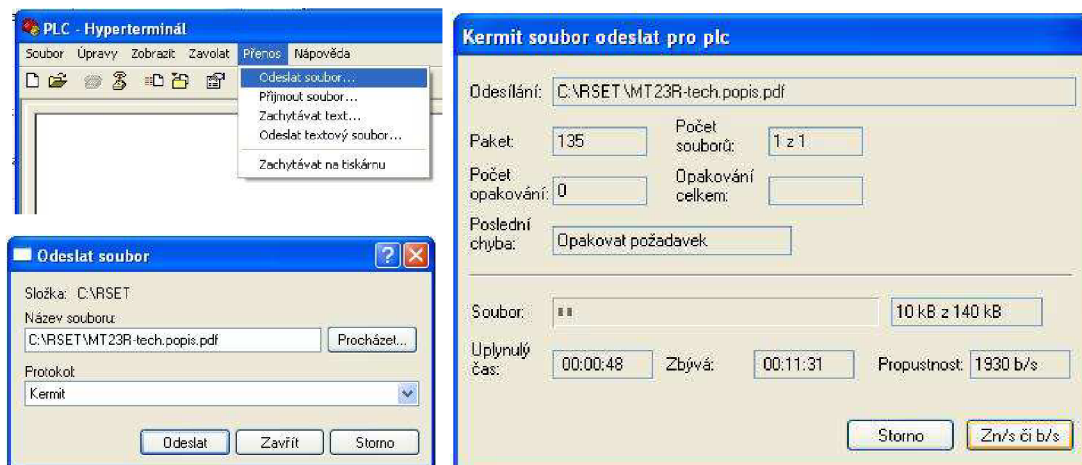 PLC - Hyperterminál
Soubor Úpravy Zobrazit Zavolat Přenos Nápověda
Odeslat soubor...
Přijmout soubor...
Zachytávat text...
Odeslat textový soubor...
Zachytávat na tiskárnu
Odeslat soubor
Složka: C:\RSET
Název souboru:
C:\RSET\MT23R-tech.popis.pdf Procházet...
Protokol:
Kermit
Odeslat Zavřít Storno
Kermit soubor odeslat pro plc
Odesílání: C:\RSET\MT23R-tech.popis.pdf
Paket: 135 Počet souborů: 1 z 1
Počet opakování: 0 Opakování celkem:
Poslední chyba: Opakovat požadavek
Soubor: 10 kB z 140 kB
Uplynulý čas: 00:00:48 Zbývá: 00:11:31 Propustnost: 1930 b/s
Storno Zn/s či b/s